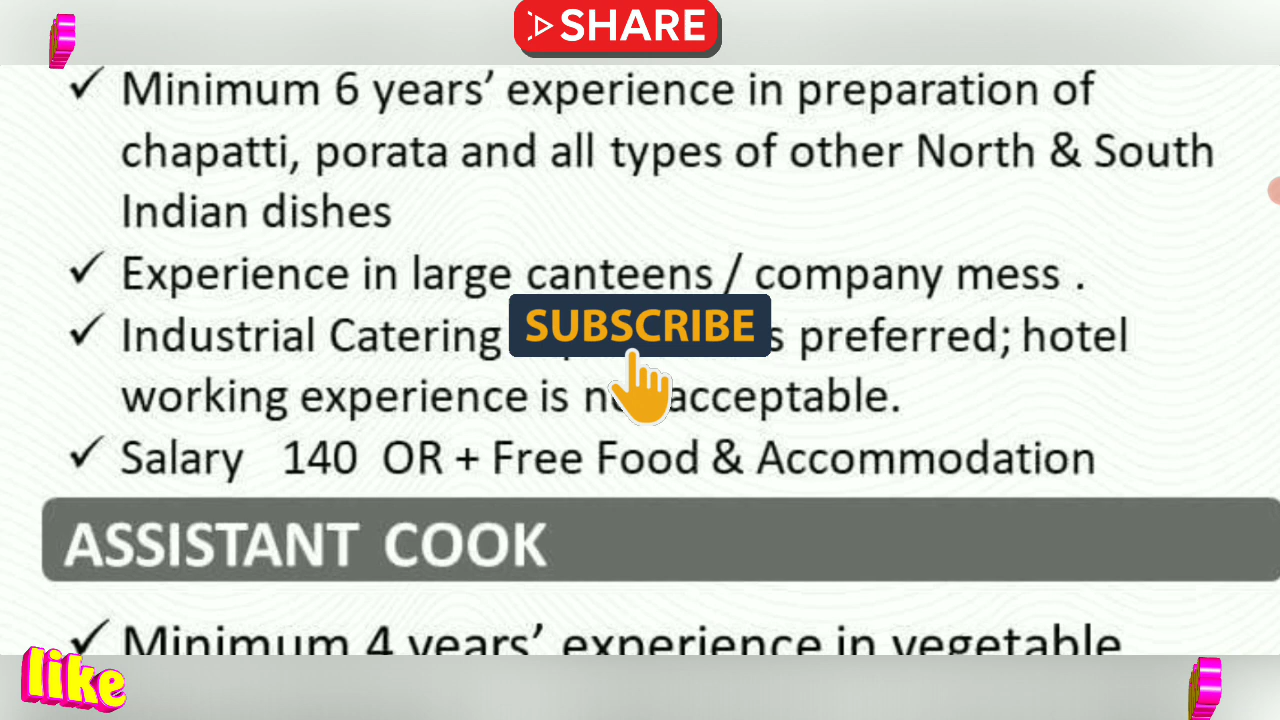 SHARE
✓ Minimum 6 years’ experience in preparation of
chapatti, porata and all types of other North & South
Indian dishes
✓ Experience in large canteens / company mess .
✓ Industrial Catering preferred; hotel
SUBSCRIBE
working experience is acceptable.
✓ Salary 140 OR + Free Food & Accommodation
ASSISTANT COOK
✓ Minimum 4 years’ experience in vegetable
like